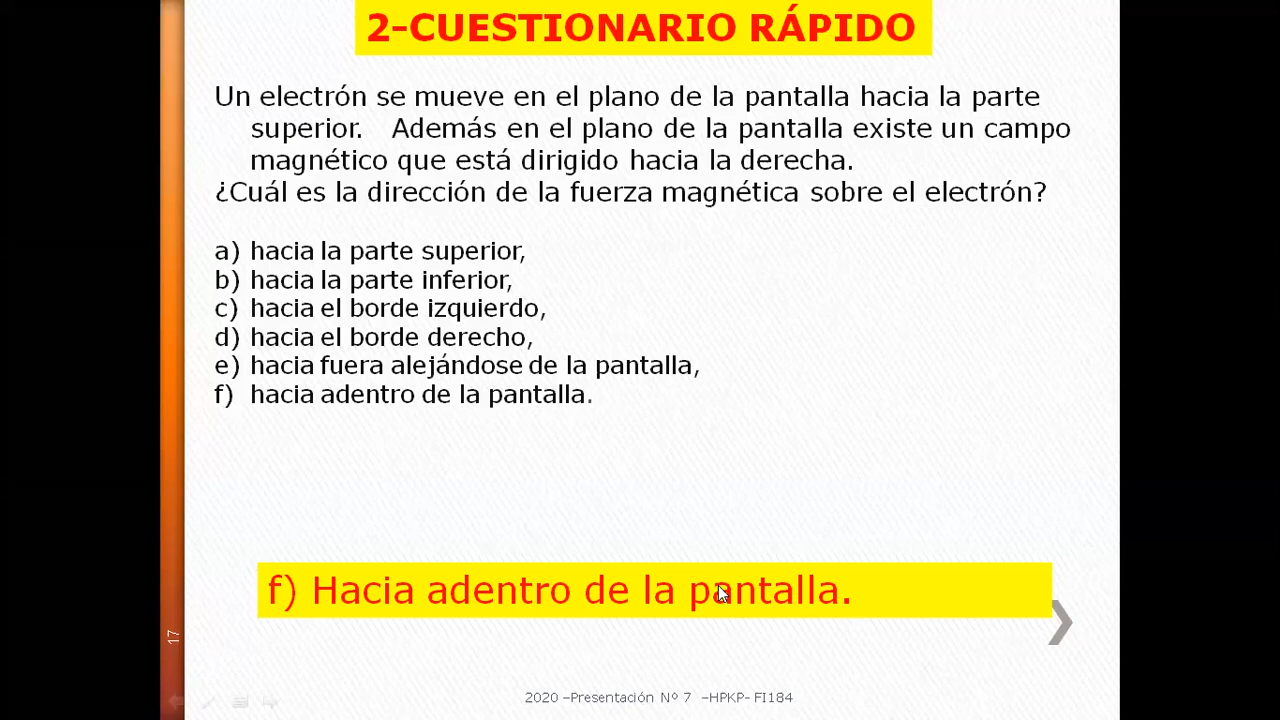 2-CUESTIONARIO RÁPIDO
Un electrón se mueve en el plano de la pantalla hacia la parte
superior. Además en el plano de la pantalla existe un campo
magnético que está dirigido hacia la derecha.
¿Cuál es la dirección de la fuerza magnética sobre el electrón?
a) hacia la parte superior,
b) hacia la parte inferior,
c) hacia el borde izquierdo,
d) hacia el borde derecho,
e) hacia fuera alejándose de la pantalla,
f) hacia adentro de la pantalla.
f) Hacia adentro de la pantalla.
17
2020 –Presentación Nº 7 –HPKP- FI184